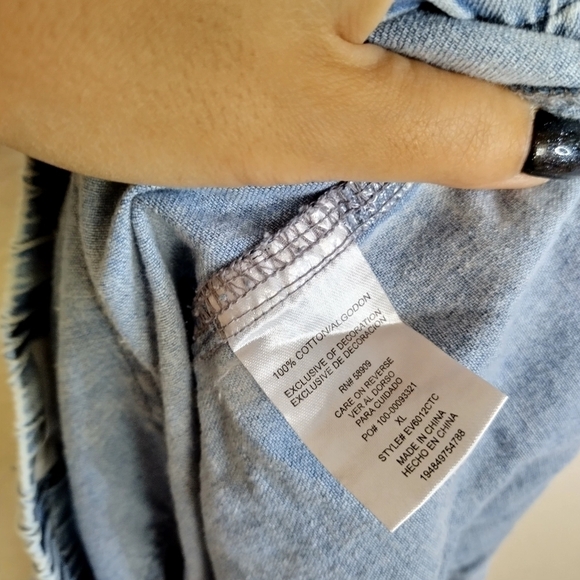 100% COTTON/ALGODON
EXCLUSIVE OF DECORATION
EXCLUSIVE DE DECORACION
RN# 58909
CARE ON REVERSE
VER AL DORSO
PARA CUIDADO
PO# 100-00093321
XL
STYLE# EV6012CTC
MADE IN CHINA
HECHO EN CHINA
194849754788